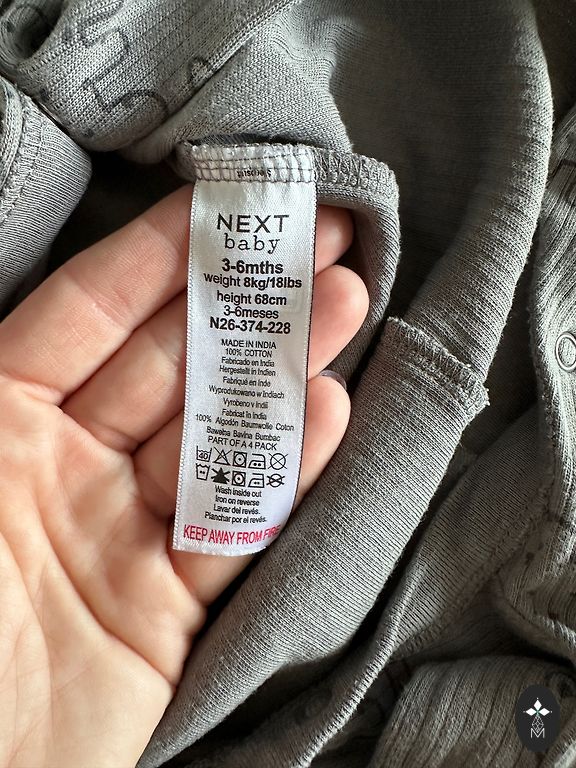 NEXT
baby
3-6mths
weight 8kg/18lbs
height 68cm
3-6meses
N26-374-228
MADE IN INDIA
100% COTTON
Fabricado en India
Hergestellt in Indien
Fabriqué en Inde
Wyprodukowano w Indiach
Vyrobeno v Indii
Fabricat în India
100% Algodón Baumwolle Coton
Bawełna Bavlna Bumbac
PART OF A 4 PACK
40
Wash inside out
Iron on reverse
Lavar del revés.
Planchar por el revés.
KEEP AWAY FROM FIRE